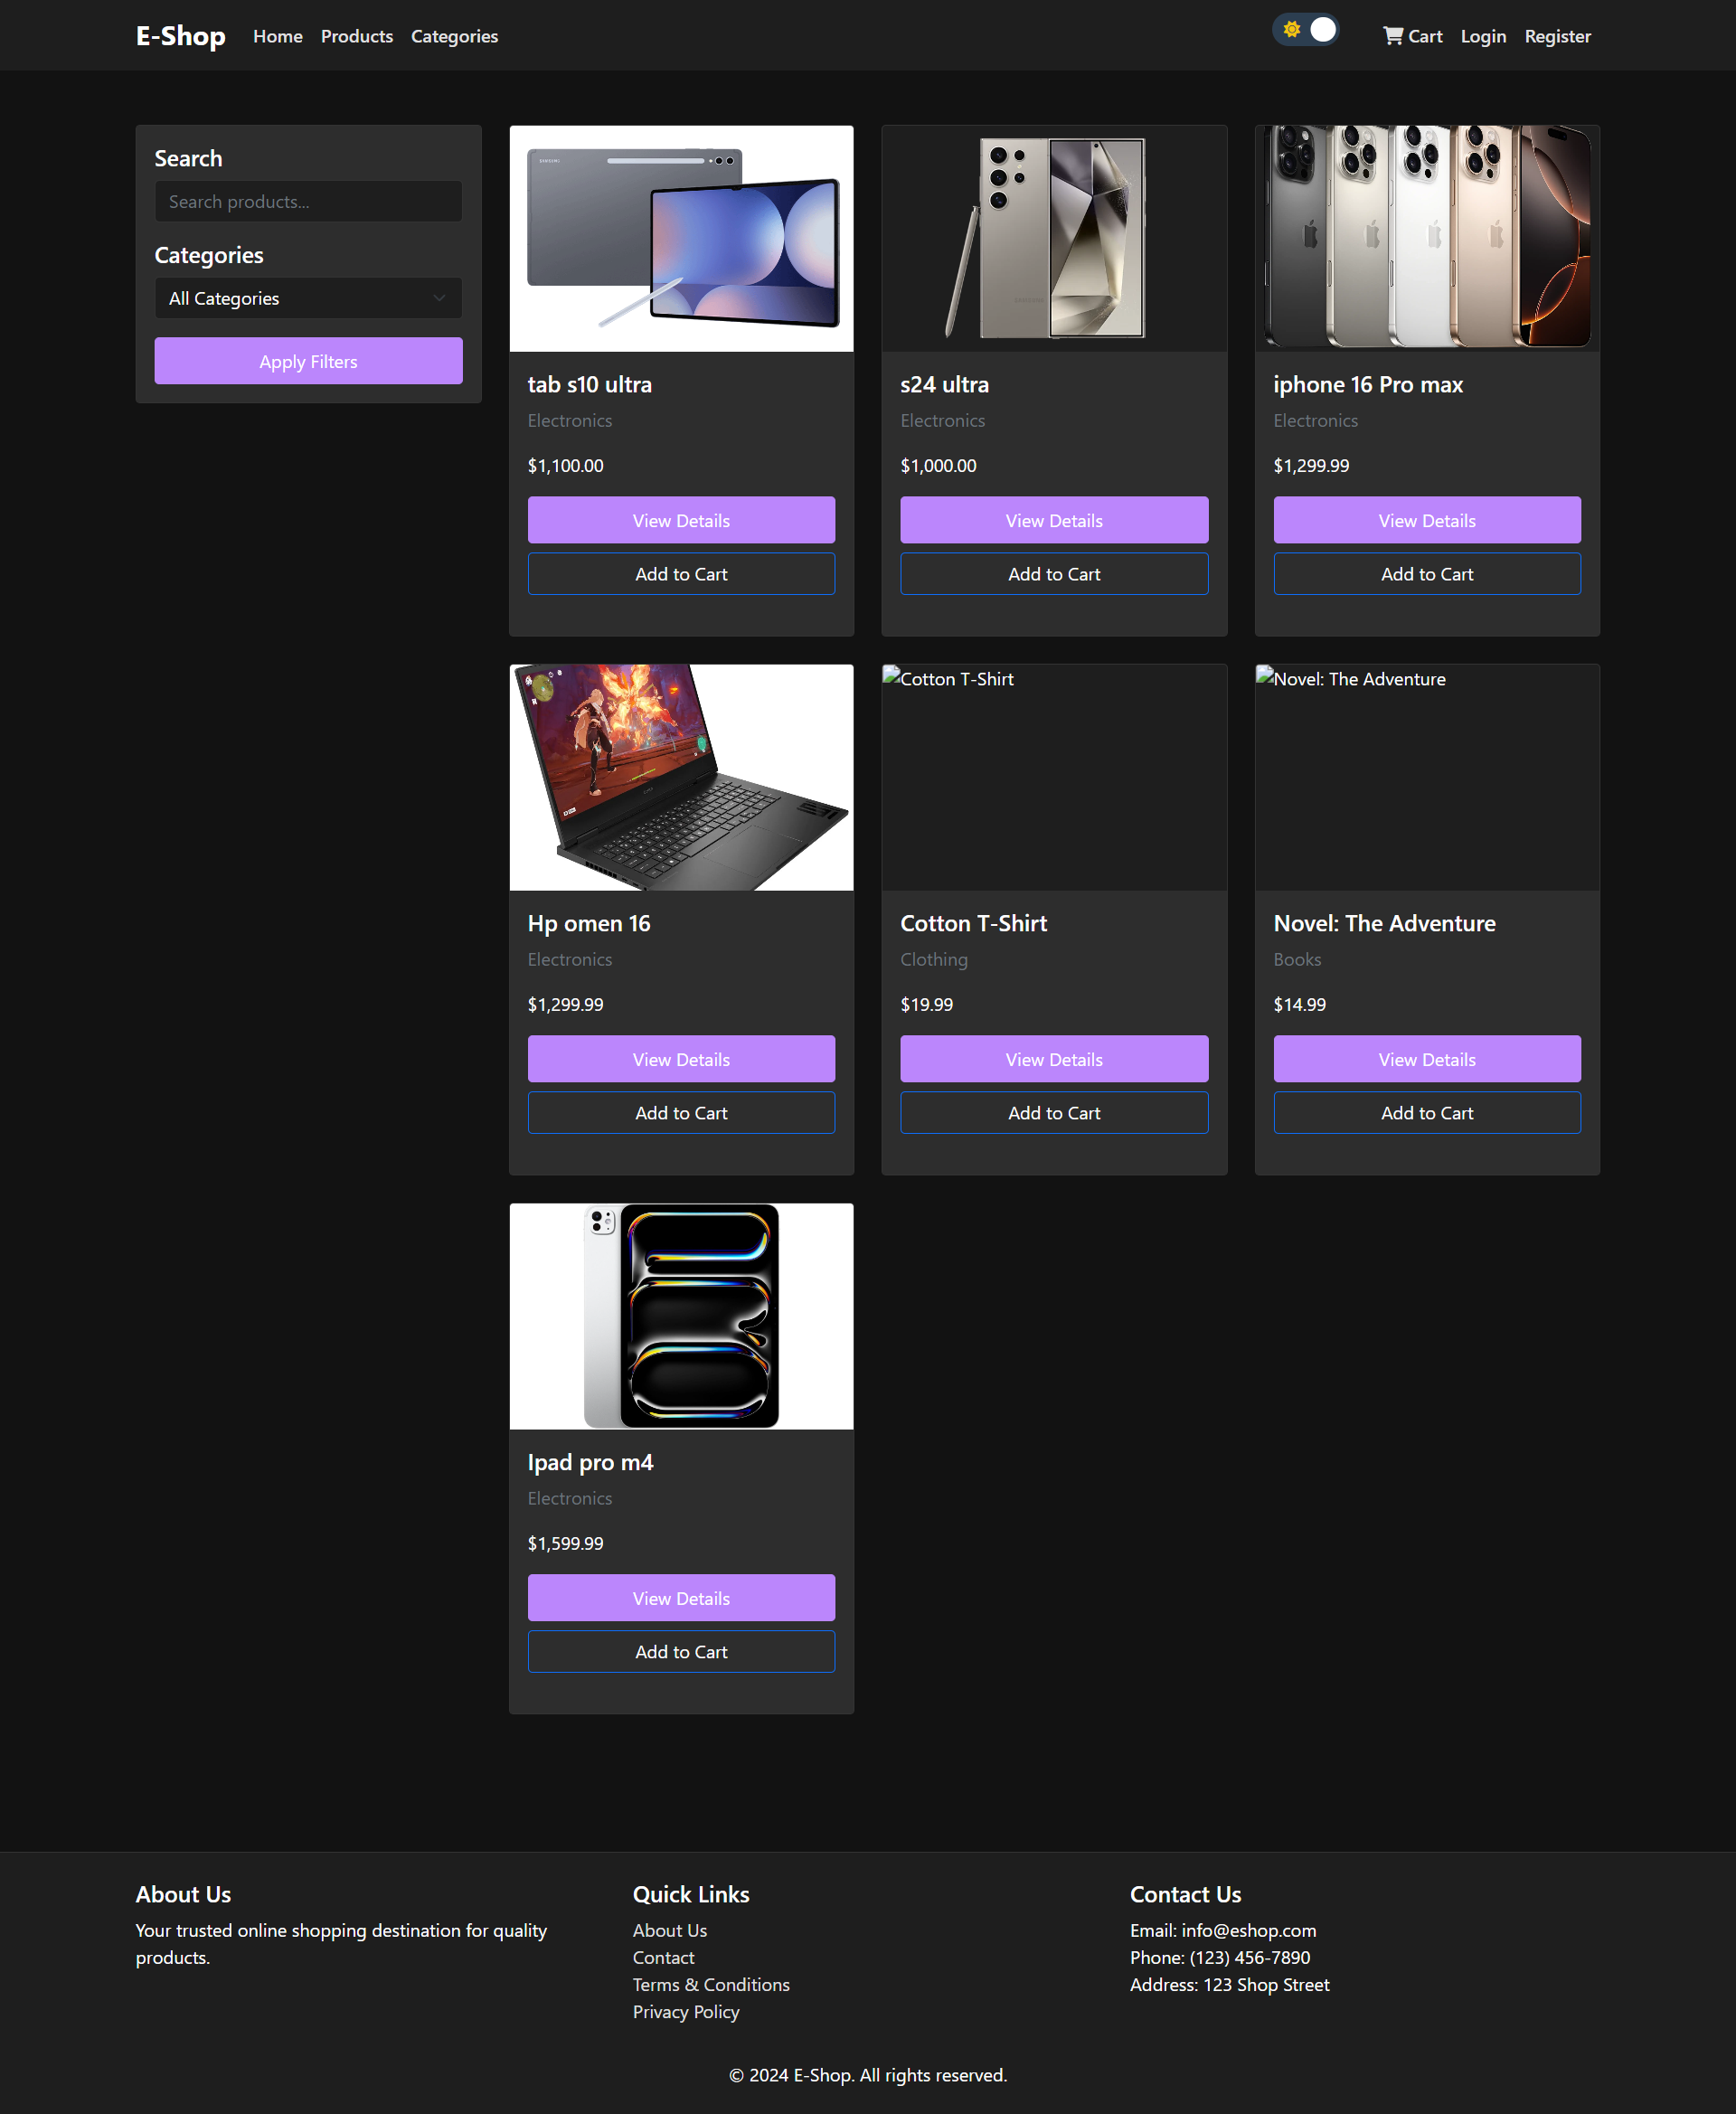 E-Shop
Home
Products
Categories
Cart
Login
Register
Search
Search products...
Categories
All Categories
Apply Filters
SAMSUNG
tab s10 ultra
Electronics
$1,100.00
View Details
Add to Cart
SAMSUNG
s24 ultra
Electronics
$1,000.00
View Details
Add to Cart
iphone 16 Pro max
Electronics
$1,299.99
View Details
Add to Cart
Hp omen 16
Electronics
$1,299.99
View Details
Add to Cart
Cotton T-Shirt
Cotton T-Shirt
Clothing
$19.99
View Details
Add to Cart
Novel: The Adventure
Novel: The Adventure
Books
$14.99
View Details
Add to Cart
Ipad pro m4
Electronics
$1,599.99
View Details
Add to Cart
About Us
Your trusted online shopping destination for quality
products.
Quick Links
About Us
Contact
Terms & Conditions
Privacy Policy
Contact Us
Email: info@eshop.com
Phone: (123) 456-7890
Address: 123 Shop Street
© 2024 E-Shop. All rights reserved.